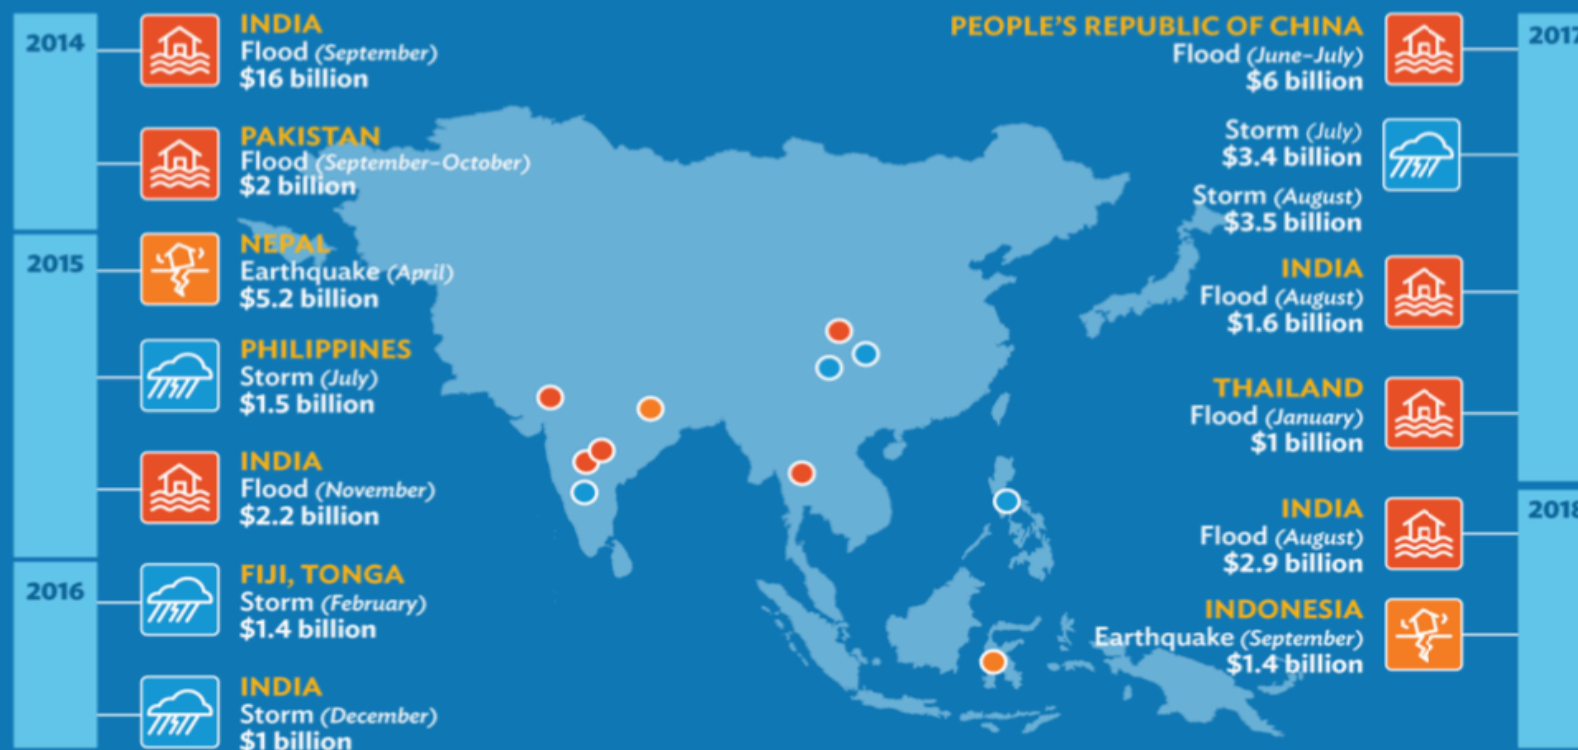 2014
INDIA
Flood (September)
$16 billion
PAKISTAN
Flood (September–October)
$2 billion
2015
NEPAL
Earthquake (April)
$5.2 billion
PHILIPPINES
Storm (July)
$1.5 billion
INDIA
Flood (November)
$2.2 billion
2016
FIJI, TONGA
Storm (February)
$1.4 billion
INDIA
Storm (December)
$1 billion
2017
PEOPLE'S REPUBLIC OF CHINA
Flood (June–July)
$6 billion
Storm (July)
$3.4 billion
Storm (August)
$3.5 billion
INDIA
Flood (August)
$1.6 billion
THAILAND
Flood (January)
$1 billion
2018
INDIA
Flood (August)
$2.9 billion
INDONESIA
Earthquake (September)
$1.4 billion